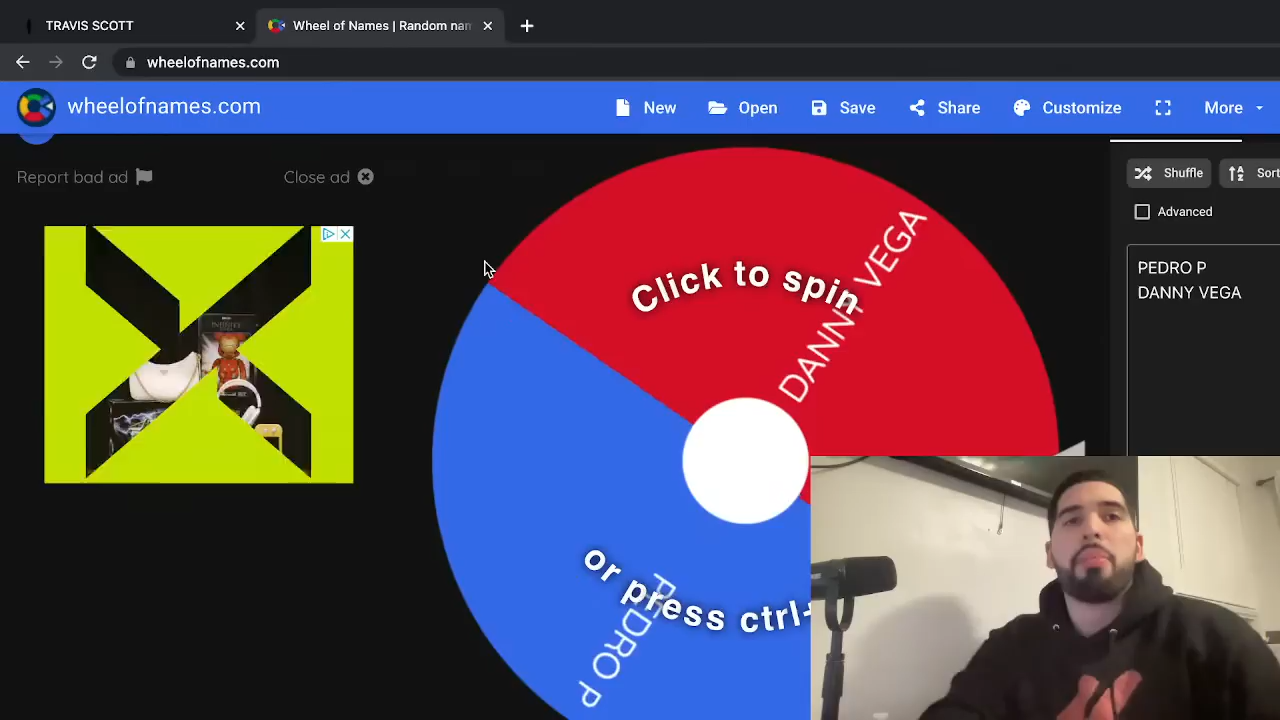 TRAVIS SCOTT
Wheel of Names | Random nam
wheelofnames.com
wheelofnames.com
New
Open
Save
Share
Customize
More
Report bad ad
Close ad
Shuffle
Sort
Advanced
PEDRO P
DANNY VEGA
Click to spin
DANNY VEGA
or press ctrl+
PEDRO P